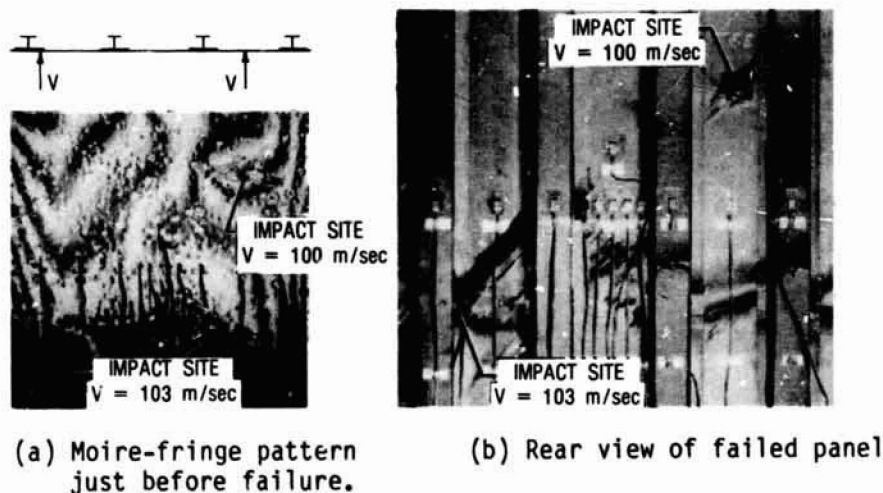 V
V
IMPACT SITE
V = 100 m/sec
IMPACT SITE
V = 103 m/sec
(a) Moire-fringe pattern
just before failure.
IMPACT SITE
V = 100 m/sec
IMPACT SITE
V = 103 m/sec
(b) Rear view of failed panel